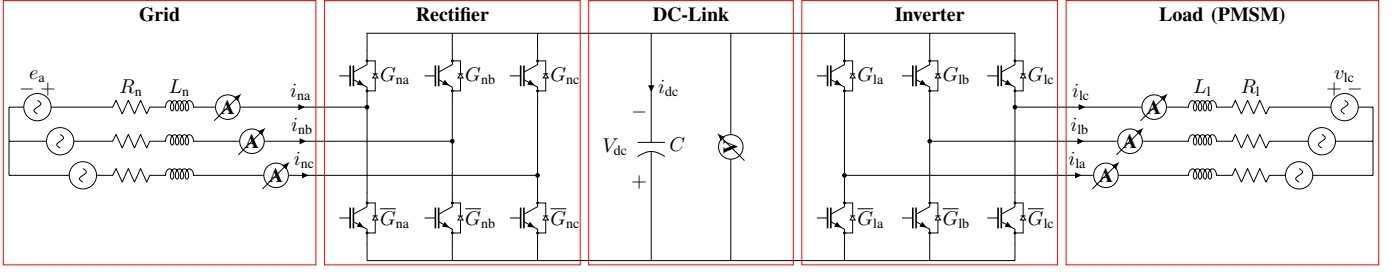 Grid Rectifier DC-Link Inverter Load (PMSM)
G_na G_nb G_nc G_la G_lb G_lc
e_a R_n L_n i_na i_dc i_lc L_l R_l v_lc
− + − + −
A A
i_nb i_lb
A V_dc C V A
i_nc i_la
A + A
G̅_na G̅_nb G̅_nc G̅_la G̅_lb G̅_lc